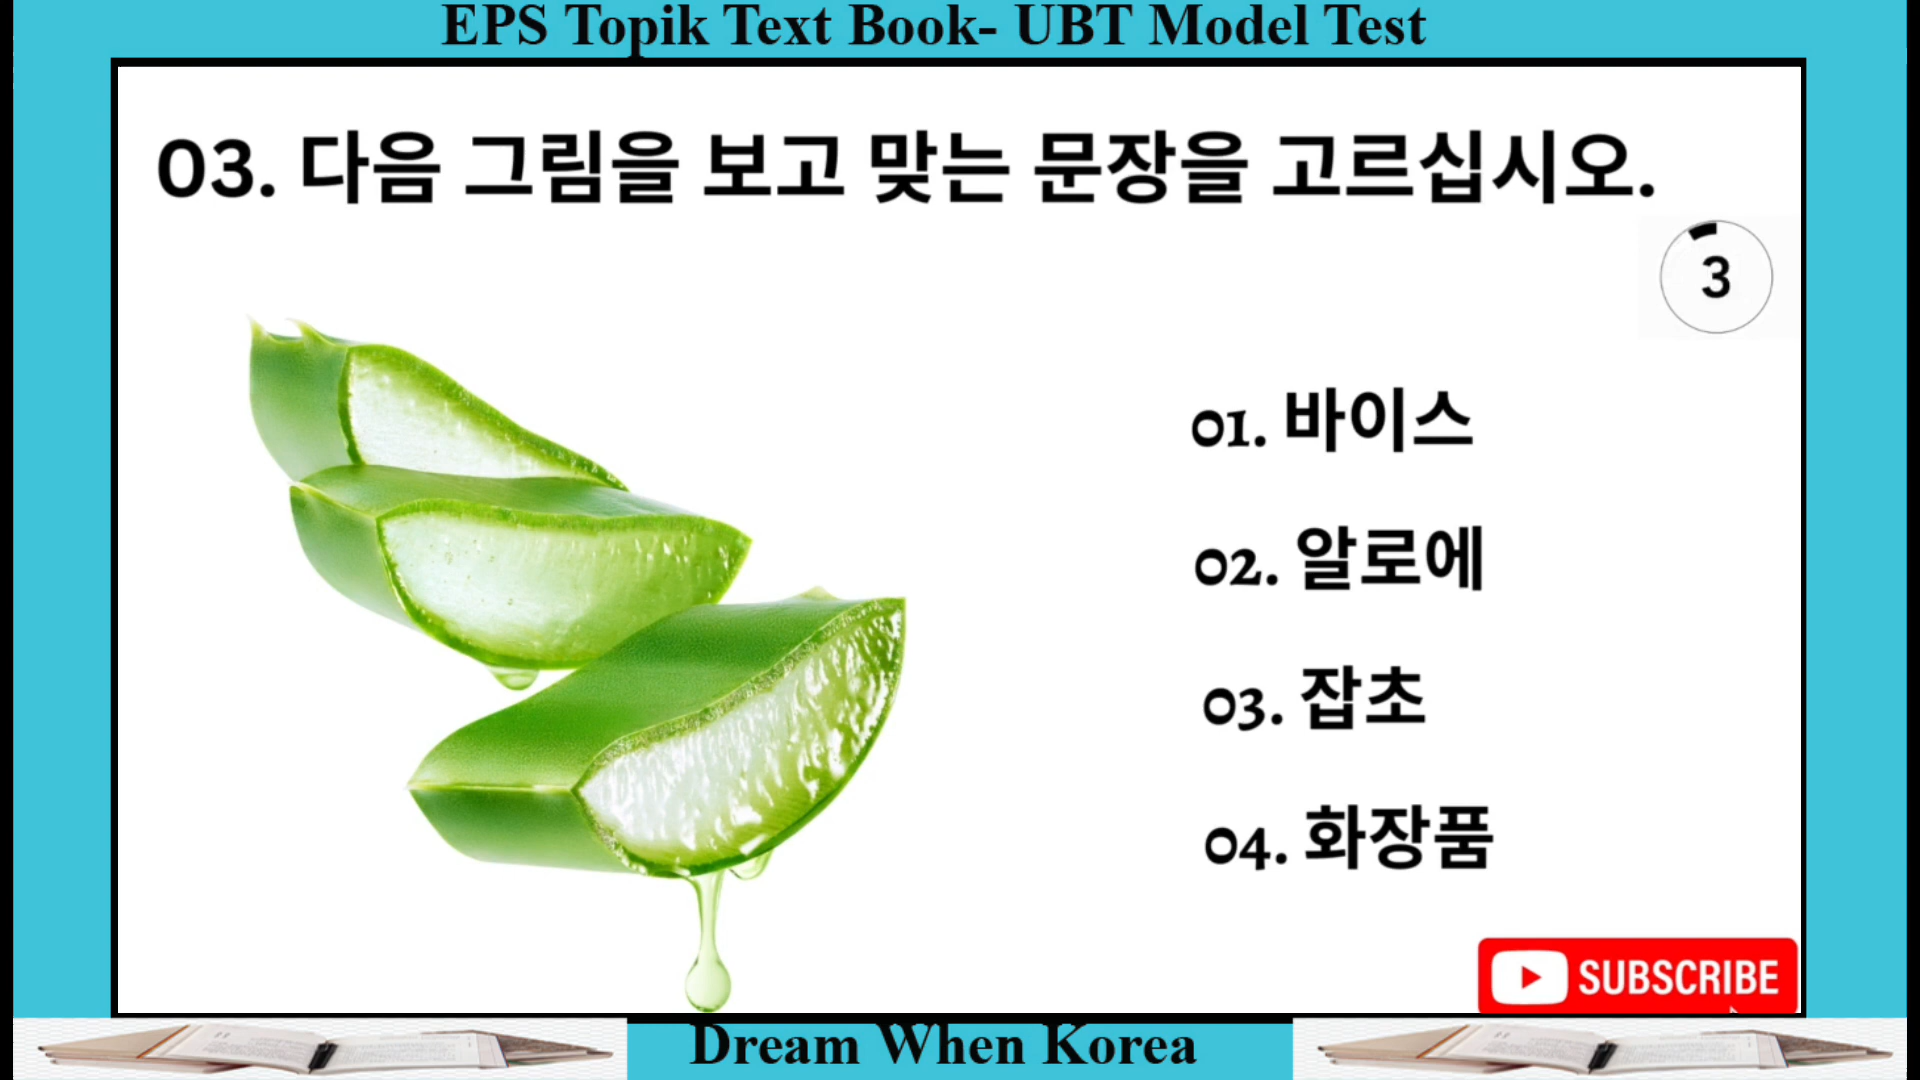 EPS Topik Text Book- UBT Model Test
03. 다음 그림을 보고 맞는 문장을 고르십시오.
3
01. 바이스
02. 알로에
03. 잡초
04. 화장품
SUBSCRIBE
Dream When Korea